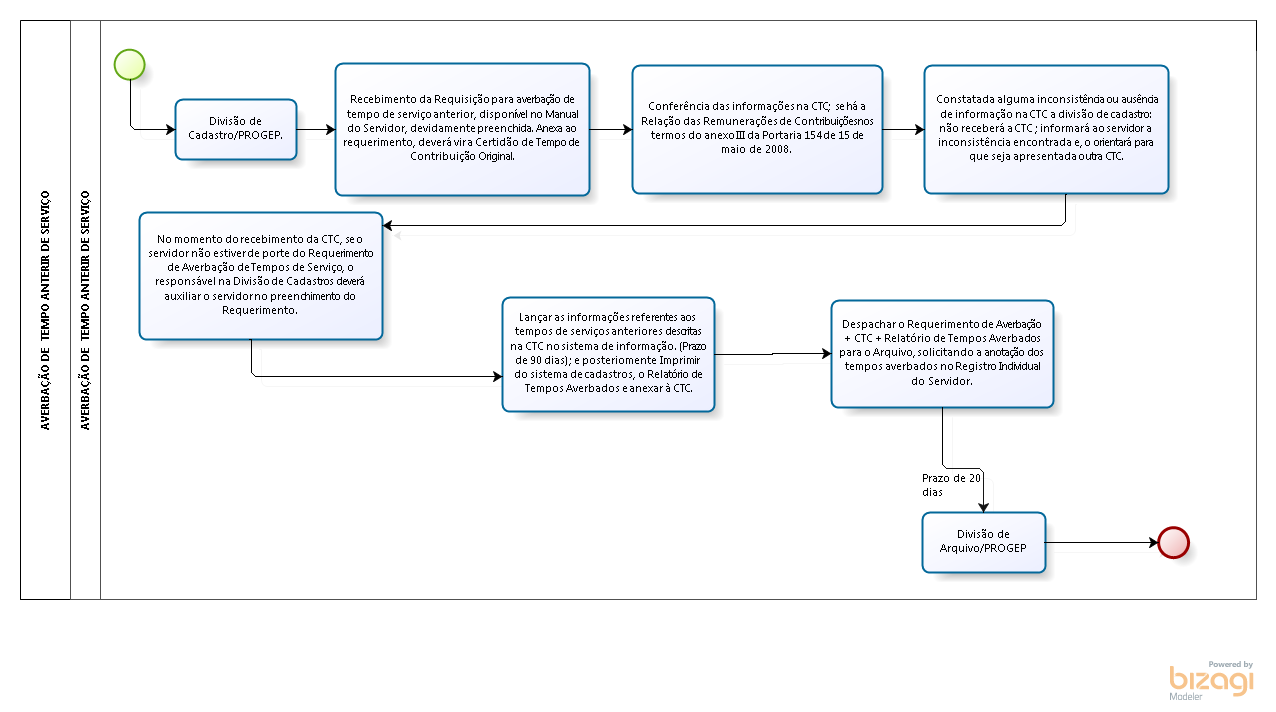 AVERBAÇÃO DE TEMPO ANTERIR DE SERVIÇO
AVERBAÇÃO DE TEMPO ANTERIR DE SERVIÇO
Divisão de
Cadastro/PROGEP.
Recebimento da Requisição para averbação de
tempo de serviço anterior, disponível no Manual
do Servidor, devidamente preenchida. Anexa ao
requerimento, deverá vir a Certidão de Tempo de
Contribuição Original.
Conferência das informações na CTC; se há a
Relação das Remunerações de Contribuições nos
termos do anexo III da Portaria 154 de 15 de
maio de 2008.
Constatada alguma inconsistência ou ausência
de informação na CTC a divisão de cadastro:
não receberá a CTC ; informará ao servidor a
inconsistência encontrada e, o orientará para
que seja apresentada outra CTC.
No momento do recebimento da CTC, se o
servidor não estiver de porte do Requerimento
de Averbação de Tempos de Serviço, o
responsável na Divisão de Cadastros deverá
auxiliar o servidor no preenchimento do
Requerimento.
Lançar as informações referentes aos
tempos de serviços anteriores descritas
na CTC no sistema de informação. (Prazo
de 90 dias); e posteriomente Imprimir
do sistema de cadastros, o Relatório de
Tempos Averbados e anexar à CTC.
Despachar o Requerimento de Averbação
+ CTC + Relatório de Tempos Averbados
para o Arquivo, solicitando a anotação dos
tempos averbados no Registro Individual
do Servidor.
Prazo de 20
dias
Divisão de
Arquivo/PROGEP
Powered by
bizagi
Modeler